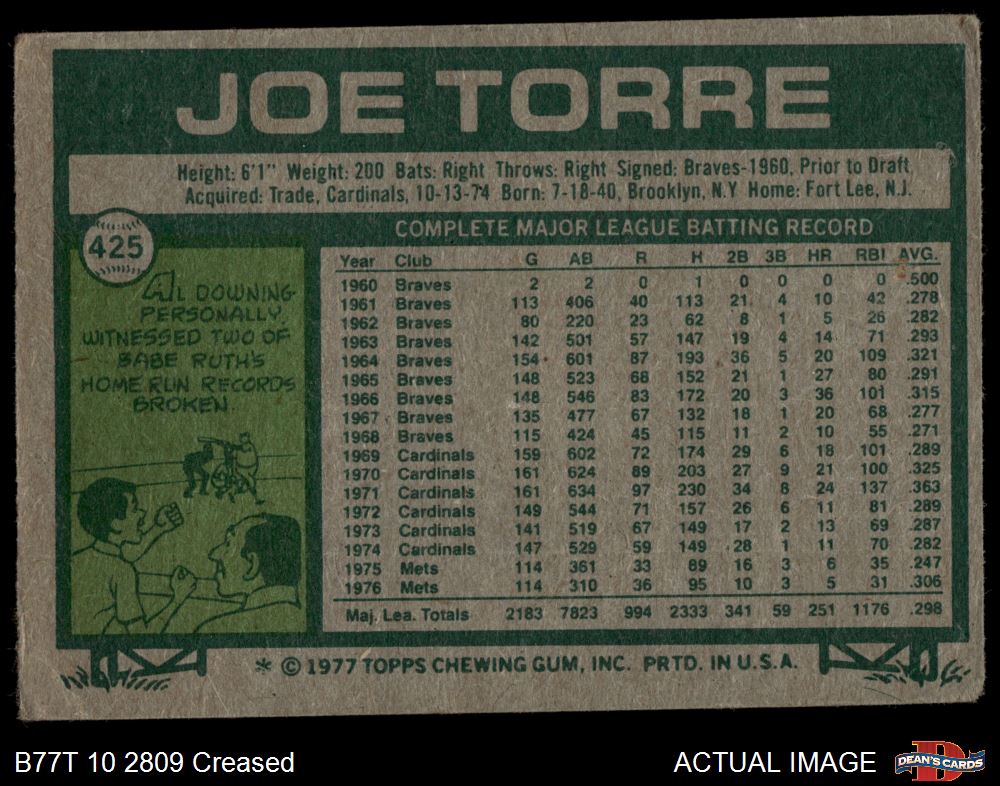 JOE TORRE
Height: 6'1" Weight: 200 Bats: Right Throws: Right Signed: Braves-1960, Prior to Draft
Acquired: Trade, Cardinals, 10-13-74 Born: 7-18-40, Brooklyn, N.Y Home: Fort Lee, N.J.
425
AL DOWNING
PERSONALLY
WITNESSED TWO OF
BABE RUTH'S
HOME RUN RECORDS
BROKEN.
COMPLETE MAJOR LEAGUE BATTING RECORD
Year Club G AB R H 2B 3B HR RBI AVG.
1960 Braves 2 2 0 1 0 0 0 0 .500
1961 Braves 113 406 40 113 21 4 10 42 .278
1962 Braves 80 220 23 62 8 1 5 26 .282
1963 Braves 142 501 57 147 19 4 14 71 .293
1964 Braves 154 601 87 193 36 5 20 109 .321
1965 Braves 148 523 68 152 21 1 27 80 .291
1966 Braves 148 546 83 172 20 3 36 101 .315
1967 Braves 135 477 67 132 18 1 20 68 .277
1968 Braves 115 424 45 115 11 2 10 55 .271
1969 Cardinals 159 602 72 174 29 6 18 101 .289
1970 Cardinals 161 624 89 203 27 9 21 100 .325
1971 Cardinals 161 634 97 230 34 8 24 137 .363
1972 Cardinals 149 544 71 157 26 6 11 81 .289
1973 Cardinals 141 519 67 149 17 2 13 69 .287
1974 Cardinals 147 529 59 149 28 1 11 70 .282
1975 Mets 114 361 33 89 16 3 6 35 .247
1976 Mets 114 310 36 95 10 3 5 31 .306
Maj. Lea. Totals 2183 7823 994 2333 341 59 251 1176 .298
* © 1977 TOPPS CHEWING GUM, INC. PRTD. IN U.S.A.
B77T 10 2809 Creased
ACTUAL IMAGE
D
DEAN'S CARDS